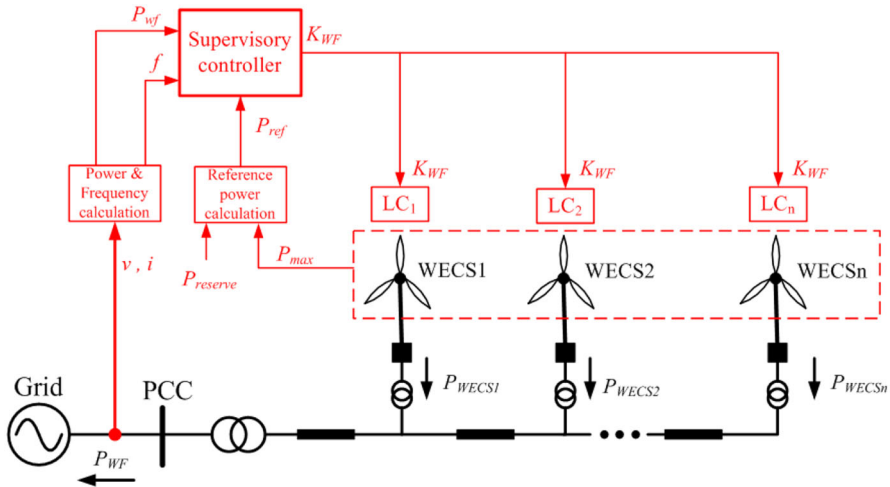 P_wf
f
Supervisory
controller
K_WF
P_ref
Power &
Frequency
calculation
Reference
power
calculation
K_WF
K_WF
K_WF
LC_1
LC_2
LC_n
v , i
P_reserve
P_max
WECS1
WECS2
WECSn
P_WECS1
P_WECS2
P_WECSn
Grid
PCC
P_WF